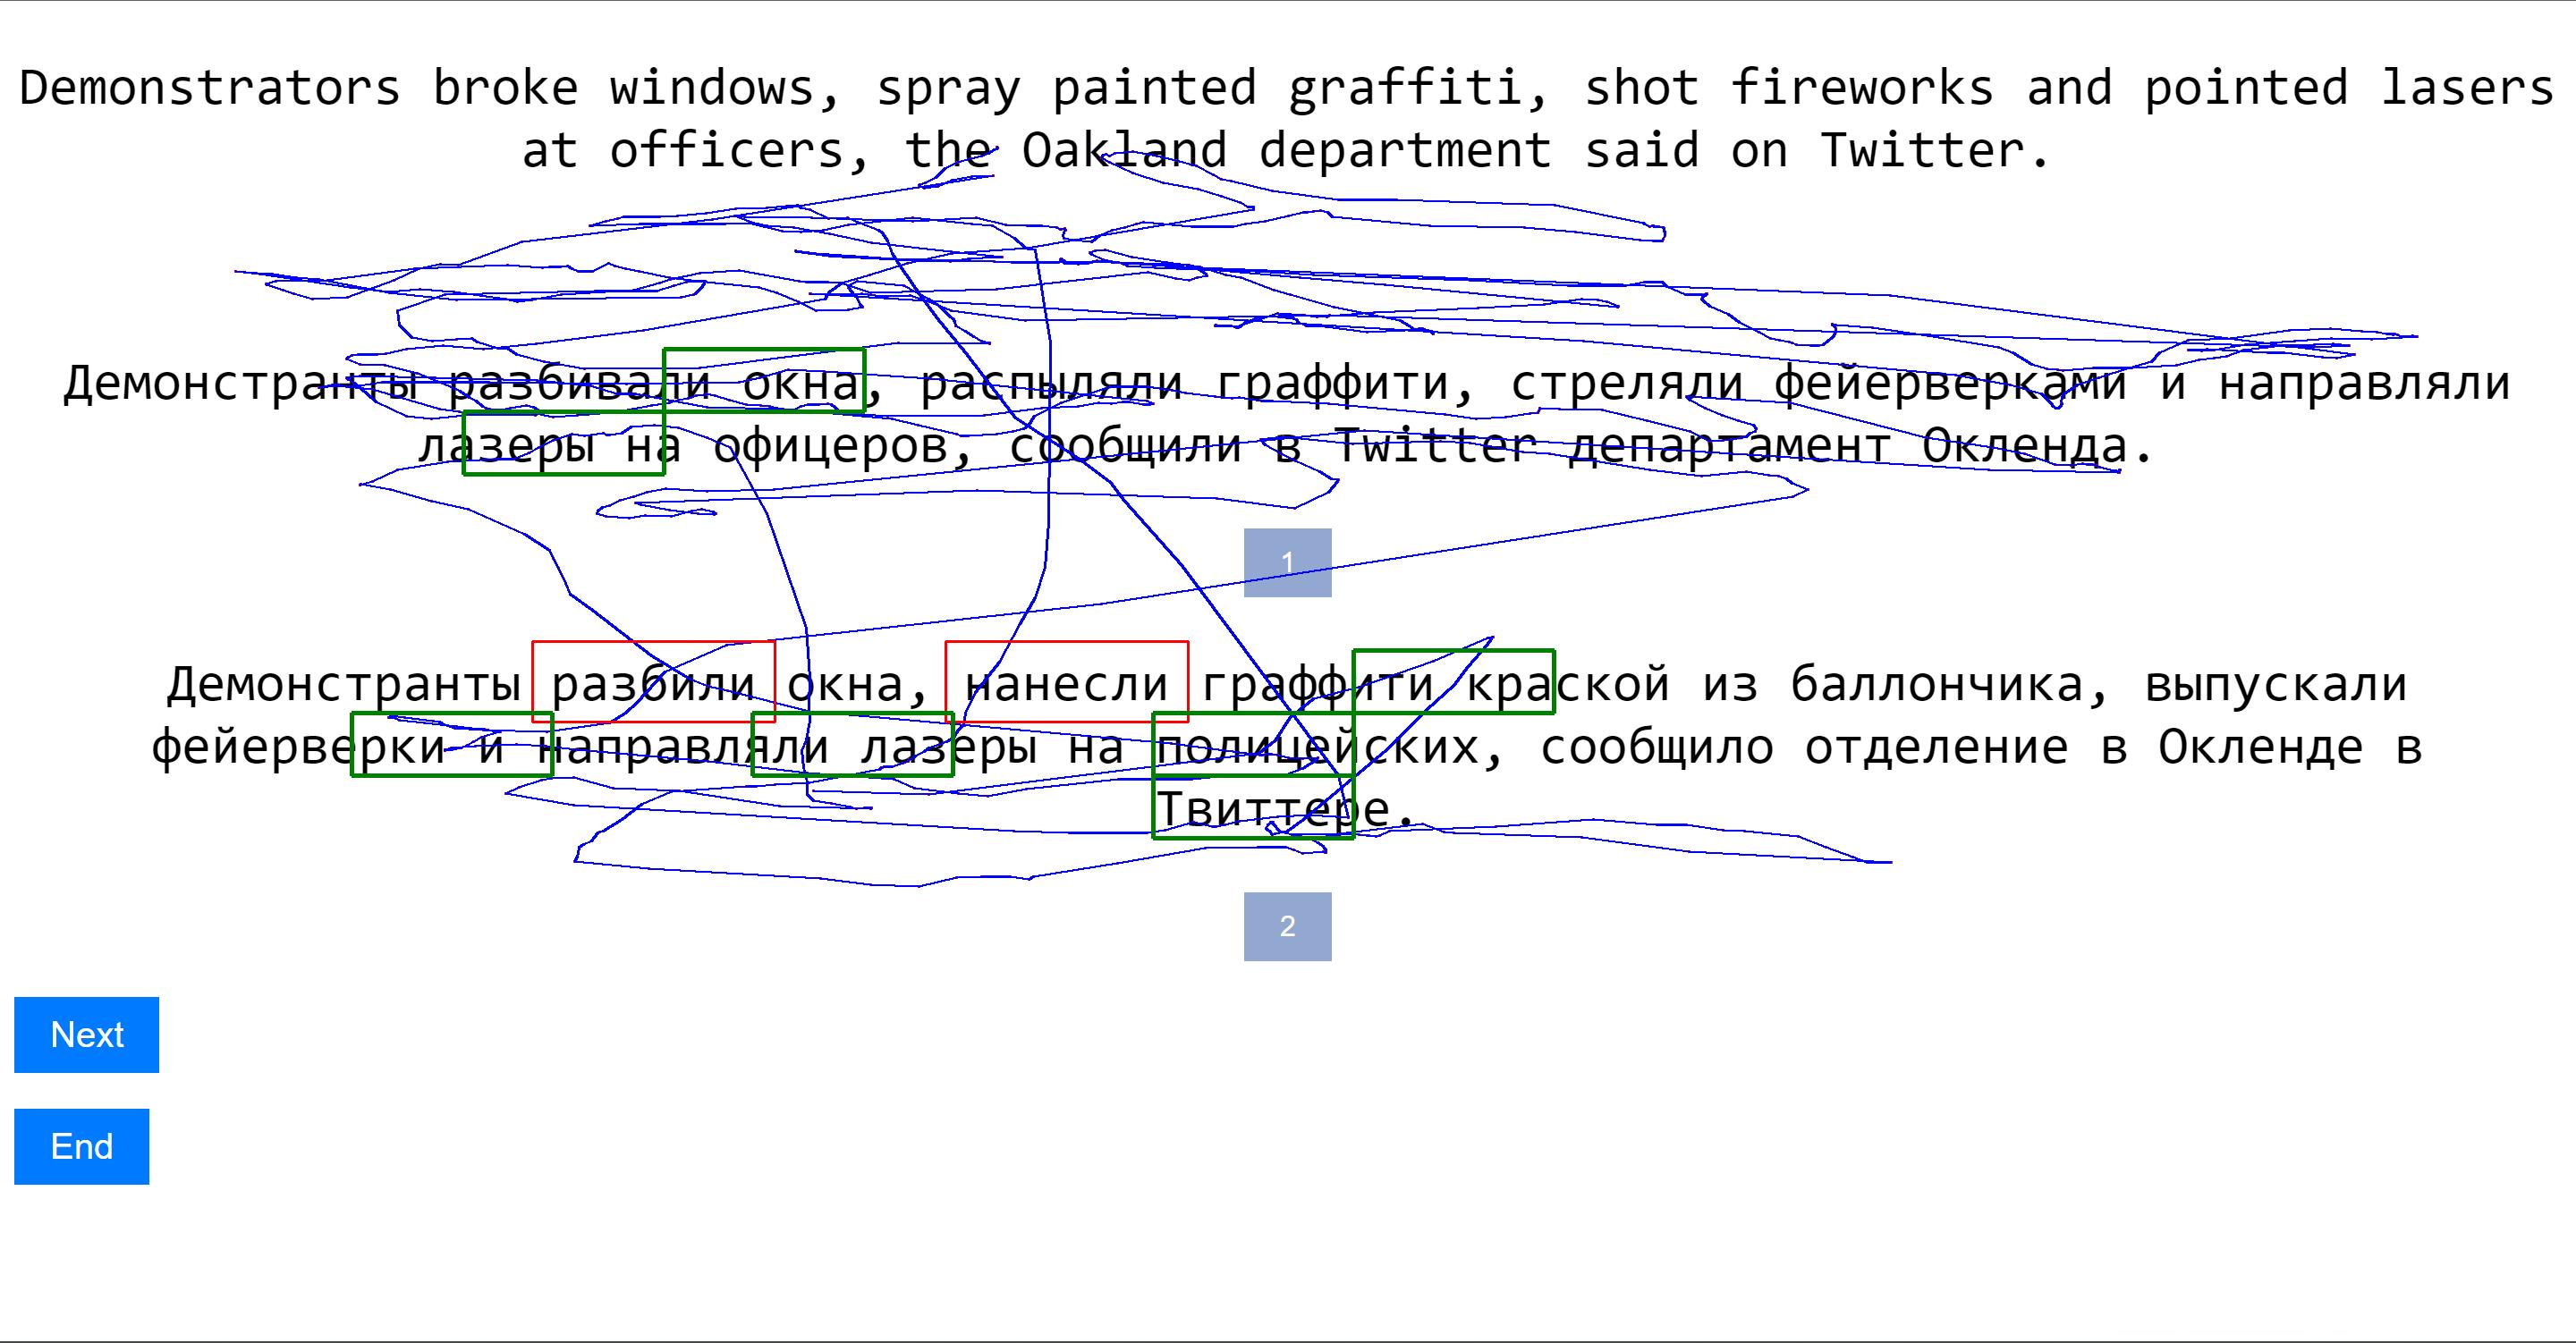 Demonstrators broke windows, spray painted graffiti, shot fireworks and pointed lasers
at officers, the Oakland department said on Twitter.
Демонстранты разбивали окна, распыляли граффити, стреляли фейерверками и направляли
лазеры на офицеров, сообщили в Twitter департамент Окленда.
1
Демонстранты разбили окна, нанесли граффити краской из баллончика, выпускали
фейерверки и направляли лазеры на полицейских, сообщило отделение в Окленде в
Твиттере.
2
Next
End